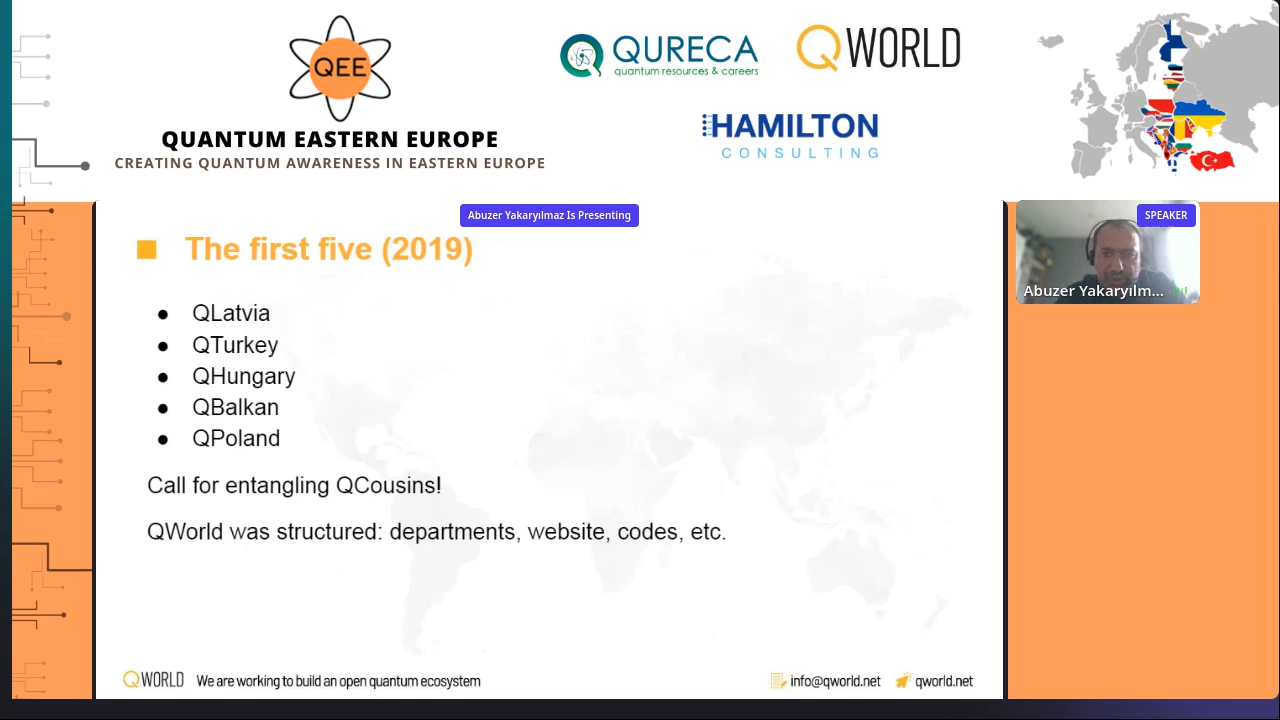 QEE
QUANTUM EASTERN EUROPE
CREATING QUANTUM AWARENESS IN EASTERN EUROPE
QURECA
quantum resources & careers
QWORLD
HAMILTON
CONSULTING
Abuzer Yakaryılmaz Is Presenting
SPEAKER
Abuzer Yakaryılm...
The first five (2019)
● QLatvia
● QTurkey
● QHungary
● QBalkan
● QPoland
Call for entangling QCousins!
QWorld was structured: departments, website, codes, etc.
QWORLD We are working to build an open quantum ecosystem
info@qworld.net qworld.net